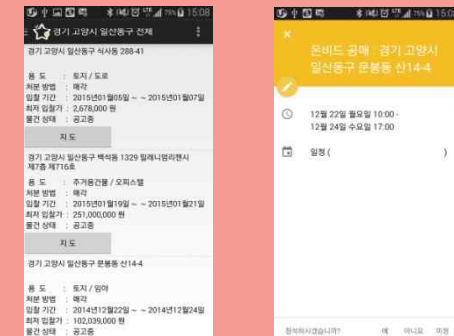 15:08
경기 고양시 일산동구 전체
경기 고양시 일산동구 식사동 288-41
용 도 : 토지 / 도로
처분 방법 : 매각
입찰 기간 : 2015년01월05일 ~ ~ 2015년01월07일
최저 입찰가 : 2,678,000 원
물건 상태 : 공고중
지 도
경기 고양시 일산동구 백석동 1329 밀레니엄리젠시
제7층 제716호
용 도 : 주거용건물 / 오피스텔
처분 방법 : 매각
입찰 기간 : 2015년01월19일 ~ ~ 2015년01월21일
최저 입찰가 : 251,000,000 원
물건 상태 : 공고중
지 도
경기 고양시 일산동구 문봉동 산14-4
용 도 : 토지 / 임야
처분 방법 : 매각
입찰 기간 : 2014년12월22일 ~ ~ 2014년12월24일
최저 입찰가 : 102,039,000 원
물건 상태 : 공고중
75% 15:08
온비드 공매 : 경기 고양시
일산동구 문봉동 산14-4
12월 22일 월요일 10:00 -
12월 24일 수요일 17:00
일정 ( )
참석하시겠습니까? 예 아니요 미정